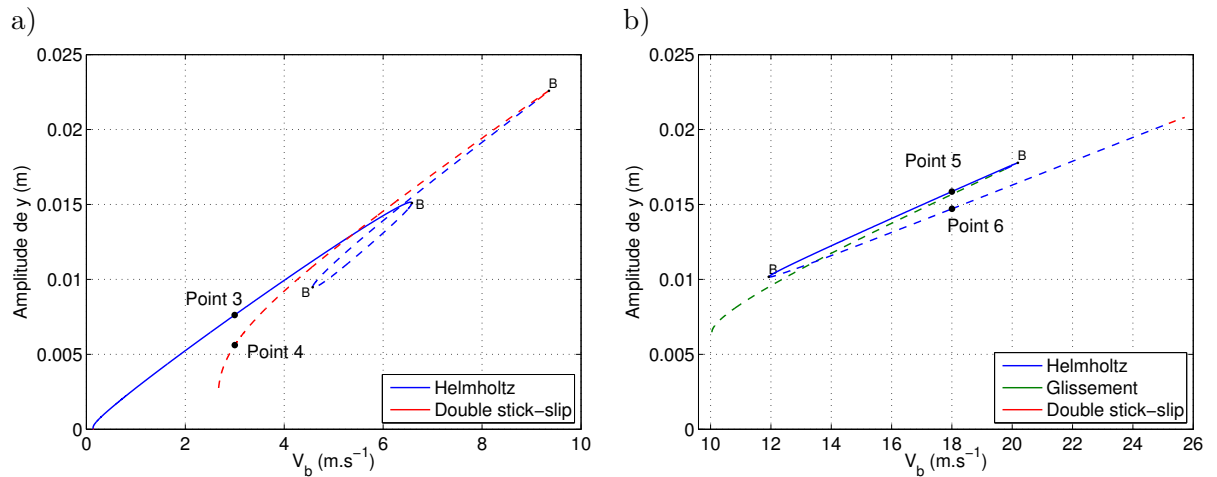 a)
0.025
0.02
0.015
0.01
0.005
0
0 2 4 6 8 10
Amplitude de y (m)
V_b (m.s⁻¹)
B
B
B
Point 3
Point 4
Helmholtz
Double stick−slip
b)
0.025
0.02
0.015
0.01
0.005
0
10 12 14 16 18 20 22 24 26
Amplitude de y (m)
V_b (m.s⁻¹)
B
B
Point 5
Point 6
Helmholtz
Glissement
Double stick−slip